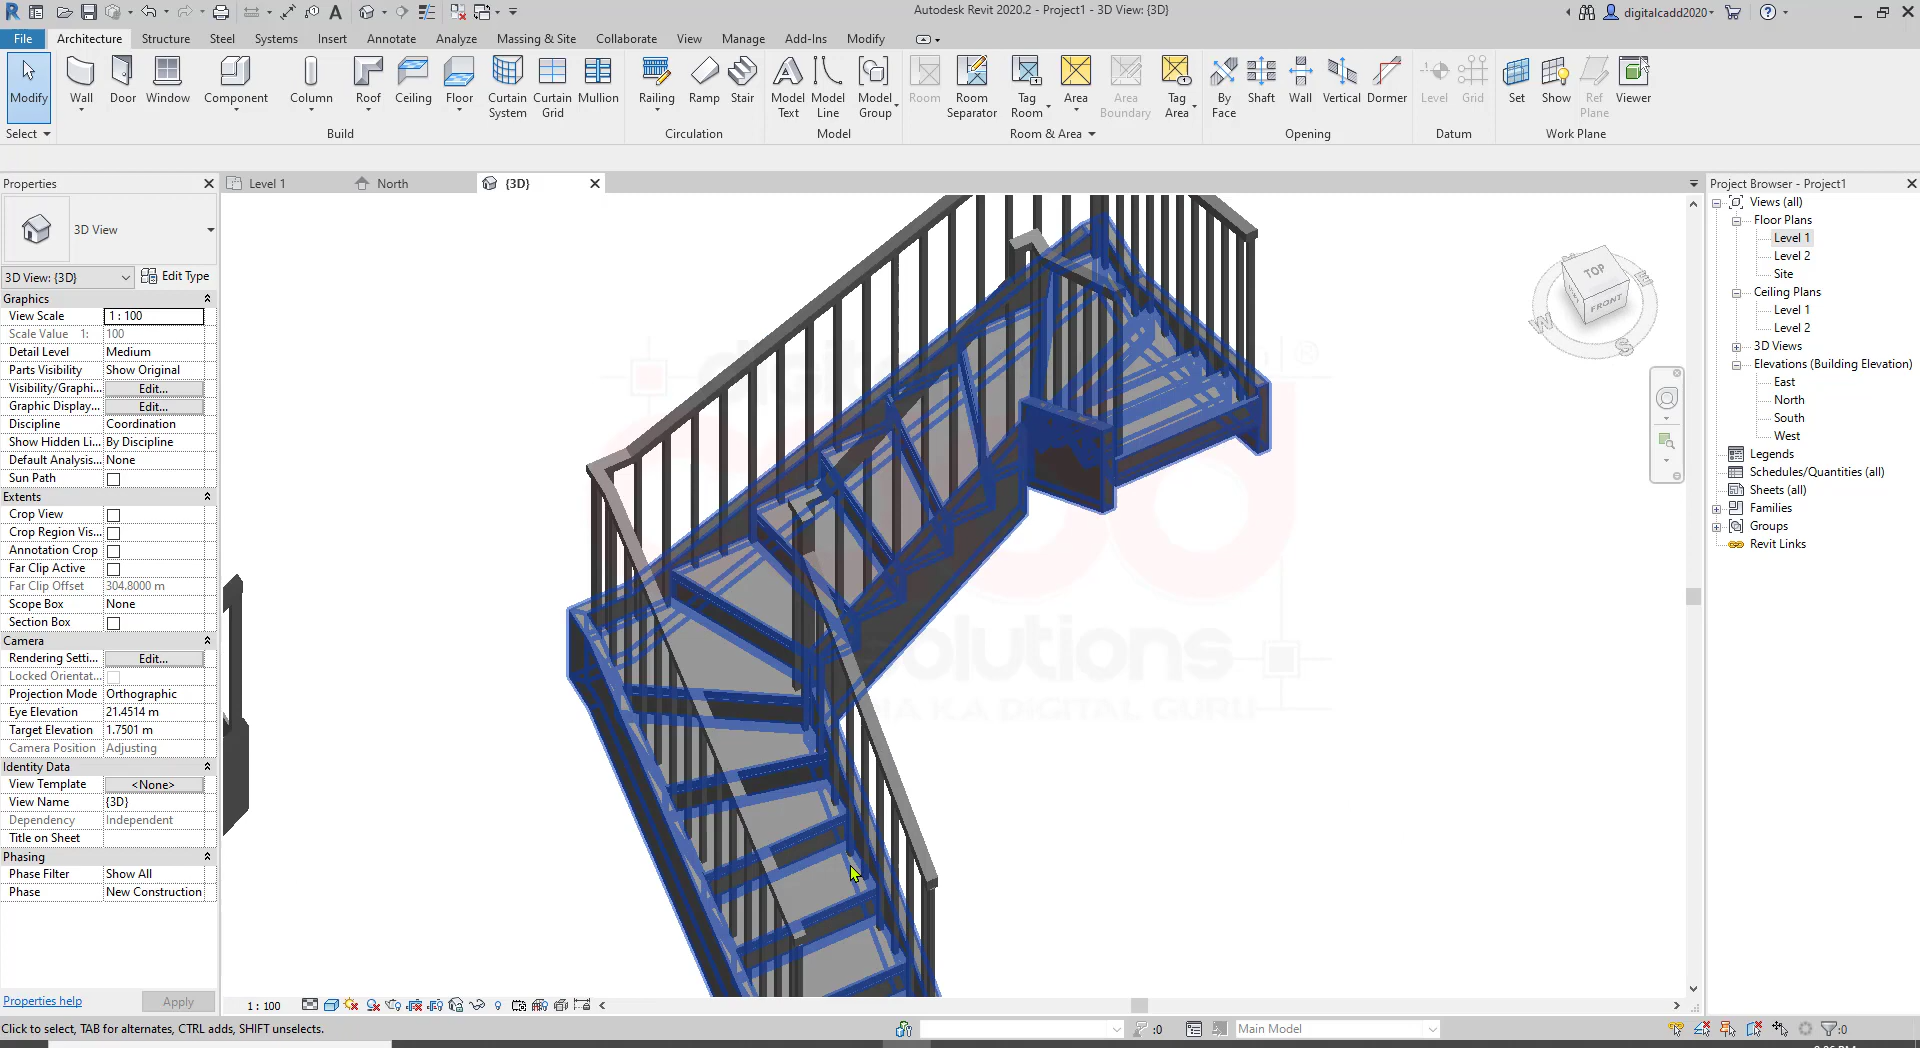 Autodesk Revit 2020.2 - Project1 - 3D View: {3D}
digitalcadd2020
File Architecture Structure Steel Systems Insert Annotate Analyze Massing & Site Collaborate View Manage Add-Ins Modify
Modify Wall Door Window Component Column Roof Ceiling Floor Curtain System Curtain Grid Mullion Railing Ramp Stair Model Text Model Line Model Group Room Room Separator Tag Room Area Area Boundary Tag Area By Face Shaft Wall Vertical Dormer Level Grid Set Show Ref Plane Viewer
Select Build Circulation Model Room & Area Opening Datum Work Plane
Properties
Level 1
North
{3D}
Project Browser - Project1
3D View
3D View: {3D}
Edit Type
Graphics
View Scale 1 : 100
Scale Value 1: 100
Detail Level Medium
Parts Visibility Show Original
Visibility/Graphi... Edit...
Graphic Display... Edit...
Discipline Coordination
Show Hidden Li... By Discipline
Default Analysis... None
Sun Path
Extents
Crop View
Crop Region Vis...
Annotation Crop
Far Clip Active
Far Clip Offset 304.8000 m
Scope Box None
Section Box
Camera
Rendering Setti... Edit...
Locked Orientat...
Projection Mode Orthographic
Eye Elevation 21.4514 m
Target Elevation 1.7501 m
Camera Position Adjusting
Identity Data
View Template <None>
View Name {3D}
Dependency Independent
Title on Sheet
Phasing
Phase Filter Show All
Phase New Construction
Properties help
Apply
TOP
FRONT
W
E
S
olutions
KA DIGITAL GURU
Views (all)
Floor Plans
Level 1
Level 2
Site
Ceiling Plans
Level 1
Level 2
3D Views
Elevations (Building Elevation)
East
North
South
West
Legends
Schedules/Quantities (all)
Sheets (all)
Families
Groups
Revit Links
1 : 100
Click to select, TAB for alternates, CTRL adds, SHIFT unselects.
:0
Main Model
:0